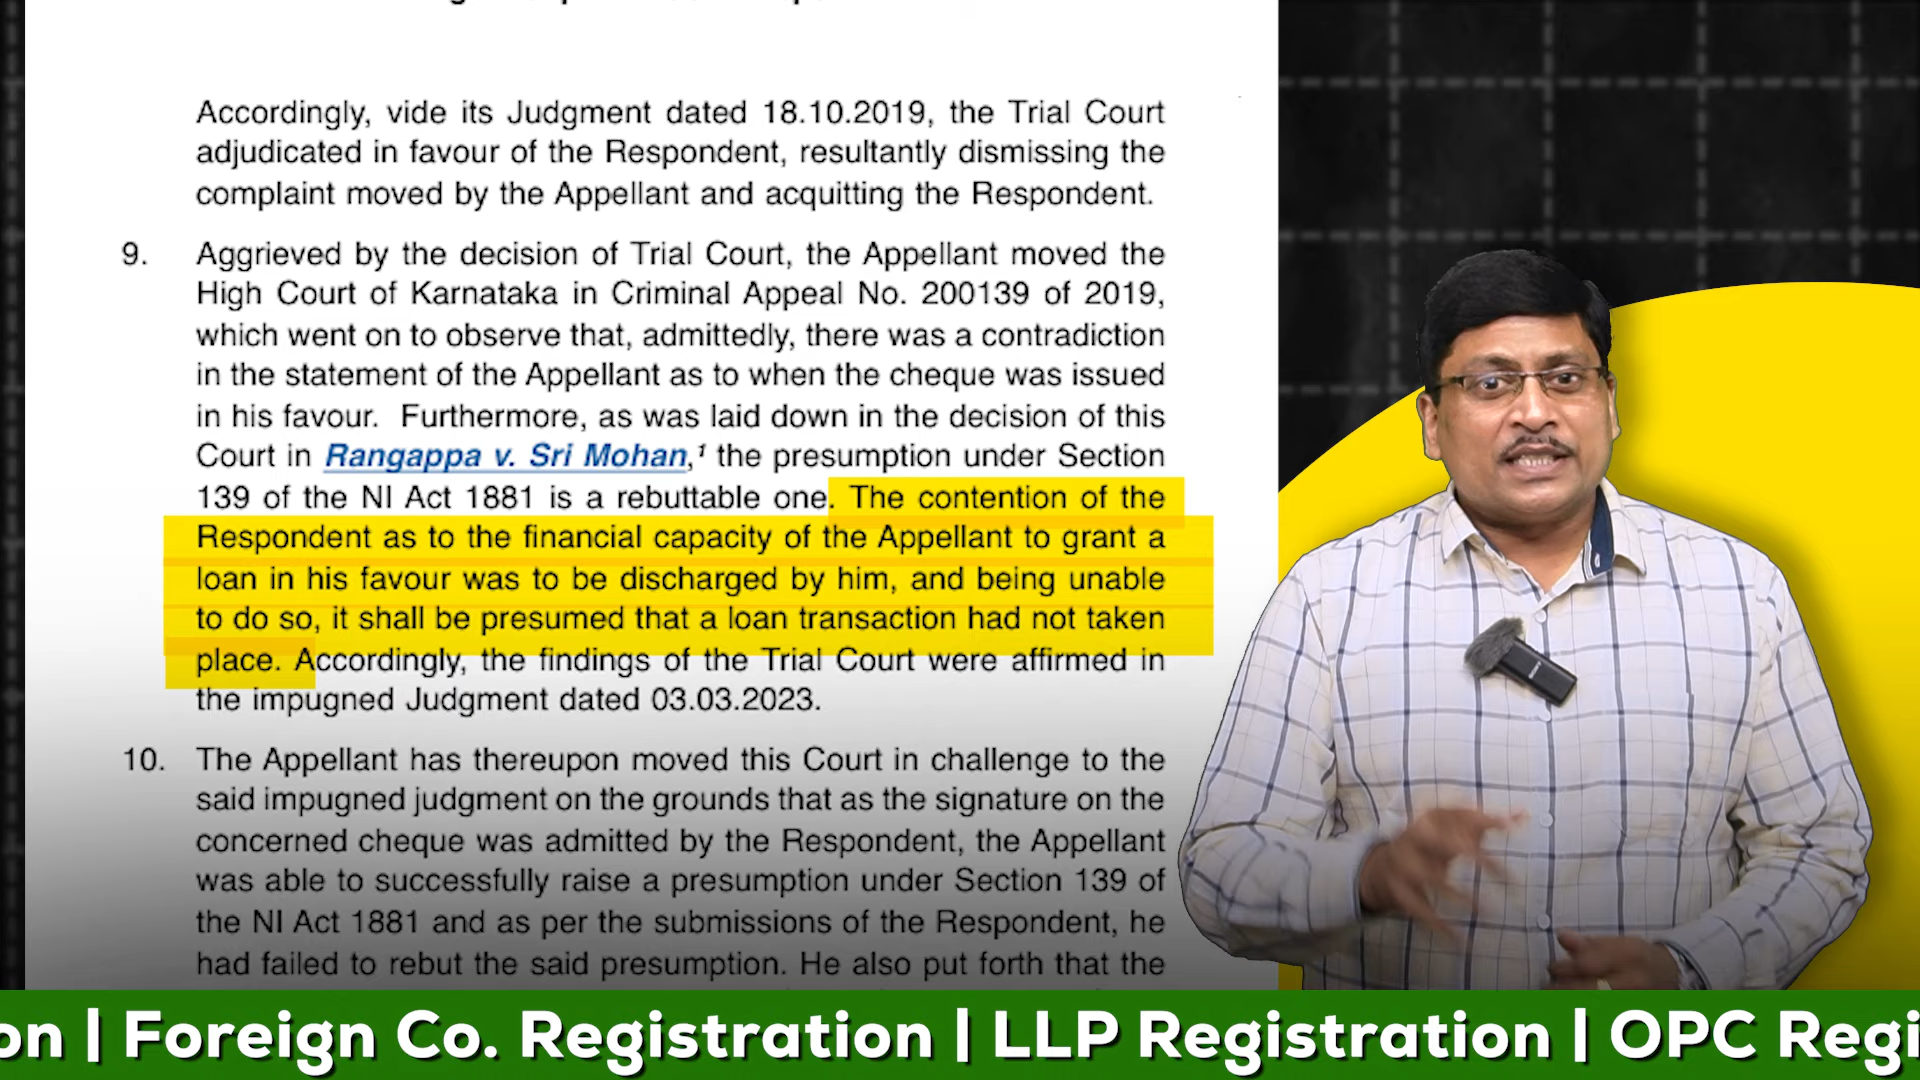 Accordingly, vide its Judgment dated 18.10.2019, the Trial Court
adjudicated in favour of the Respondent, resultantly dismissing the
complaint moved by the Appellant and acquitting the Respondent.
9. Aggrieved by the decision of Trial Court, the Appellant moved the
High Court of Karnataka in Criminal Appeal No. 200139 of 2019,
which went on to observe that, admittedly, there was a contradiction
in the statement of the Appellant as to when the cheque was issued
in his favour. Furthermore, as was laid down in the decision of this
Court in Rangappa v. Sri Mohan,¹ the presumption under Section
139 of the NI Act 1881 is a rebuttable one. The contention of the
Respondent as to the financial capacity of the Appellant to grant a
loan in his favour was to be discharged by him, and being unable
to do so, it shall be presumed that a loan transaction had not taken
place. Accordingly, the findings of the Trial Court were affirmed in
the impugned Judgment dated 03.03.2023.
10. The Appellant has thereupon moved this Court in challenge to the
said impugned judgment on the grounds that as the signature on the
concerned cheque was admitted by the Respondent, the Appellant
was able to successfully raise a presumption under Section 139 of
the NI Act 1881 and as per the submissions of the Respondent, he
had failed to rebut the said presumption. He also put forth that the
on | Foreign Co. Registration | LLP Registration | OPC Regi